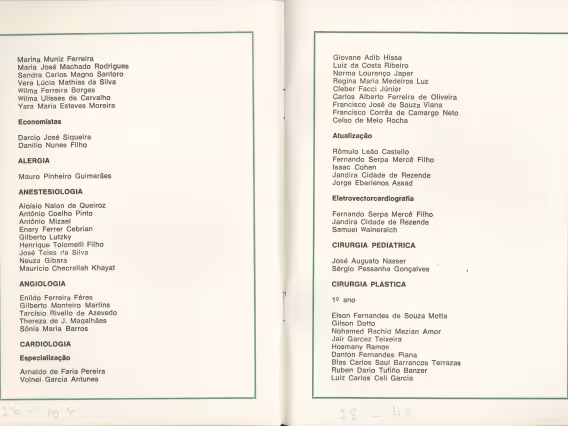 Marina Muniz Ferreira
Maria José Machado Rodrigues
Sandra Carlos Magno Santoro
Vera Lúcia Mathias da Silva
Wilma Ferreira Borges
Wilma Ulisses de Carvalho
Yara Maria Esteves Moreira
Economistas
Darcio José Siqueira
Danillo Nunes Filho
ALERGIA
Mauro Pinheiro Guimarães
ANESTESIOLOGIA
Aloisio Nalon de Queiroz
Antônio Coelho Pinto
Antônio Mizael
Enery Ferrer Cebrian
Gilberto Lutzky
Henrique Tolomelli Filho
José Teles da Silva
Neuza Gibara
Mauricio Checrallah Khayat
ANGIOLOGIA
Enildo Ferreira Féres
Gilberto Monteiro Martins
Tarcísio Rivello de Azevedo
Thereza de J. Magalhães
Sônia Maria Barros
CARDIOLOGIA
Especialização
Arnaldo de Faria Pereira
Volnei Garcia Antunes
Giovane Adib Hissa
Luiz da Costa Ribeiro
Norma Lourenço Japer
Regina Maria Medeiros Luz
Cleber Facci Júnior
Carlos Alberto Ferreira de Oliveira
Francisco José de Souza Viana
Francisco Corrêa de Camargo Neto
Celso de Melo Rocha
Atualização
Rômulo Leão Castello
Fernando Serpa Mercê Filho
Isaac Cohen
Jandira Cidade de Rezende
Jorge Ebarienos Assad
Eletrovectorcardiografia
Fernando Serpa Mercê Filho
Jandira Cidade de Rezende
Samuel Waineraich
CIRURGIA PEDIATRICA
José Augusto Nasser
Sérgio Pessanha Gonçalves
CIRURGIA PLÁSTICA
1º ano
Elson Fernandes de Souza Motta
Gilson Dotto
Nohamed Rachid Mezian Amor
Jair Garcez Teixeira
Hosmany Ramos
Danton Fernandes Piana
Blas Carlos Saul Barrancos Terrazas
Ruben Dario Tufiño Banzer
Luiz Carlos Celi Garcia